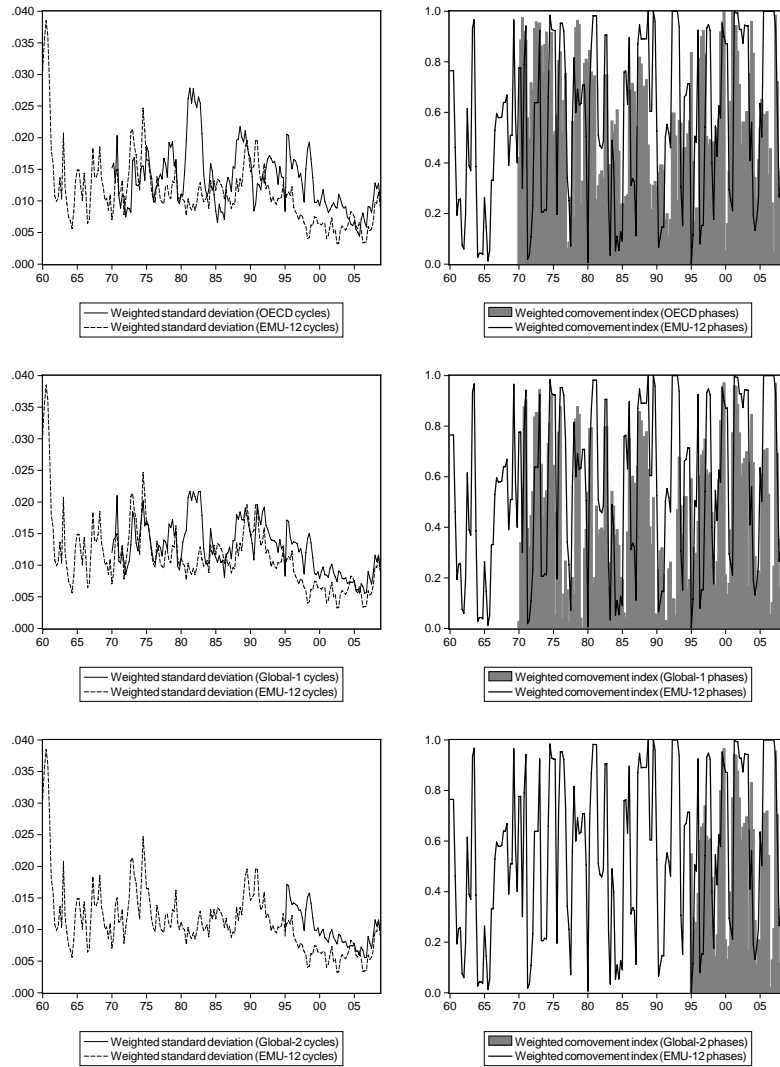 .040
.035
.030
.025
.020
.015
.010
.005
.000
60 65 70 75 80 85 90 95 00 05
Weighted standard deviation (OECD cycles)
Weighted standard deviation (EMU-12 cycles)
1.0
0.8
0.6
0.4
0.2
0.0
60 65 70 75 80 85 90 95 00 05
Weighted comovement index (OECD phases)
Weighted comovement index (EMU-12 phases)
.040
.035
.030
.025
.020
.015
.010
.005
.000
60 65 70 75 80 85 90 95 00 05
Weighted standard deviation (Global-1 cycles)
Weighted standard deviation (EMU-12 cycles)
1.0
0.8
0.6
0.4
0.2
0.0
60 65 70 75 80 85 90 95 00 05
Weighted comovement index (Global-1 phases)
Weighted comovement index (EMU-12 phases)
.040
.035
.030
.025
.020
.015
.010
.005
.000
60 65 70 75 80 85 90 95 00 05
Weighted standard deviation (Global-2 cycles)
Weighted standard deviation (EMU-12 cycles)
1.0
0.8
0.6
0.4
0.2
0.0
60 65 70 75 80 85 90 95 00 05
Weighted comovement index (Global-2 phases)
Weighted comovement index (EMU-12 phases)